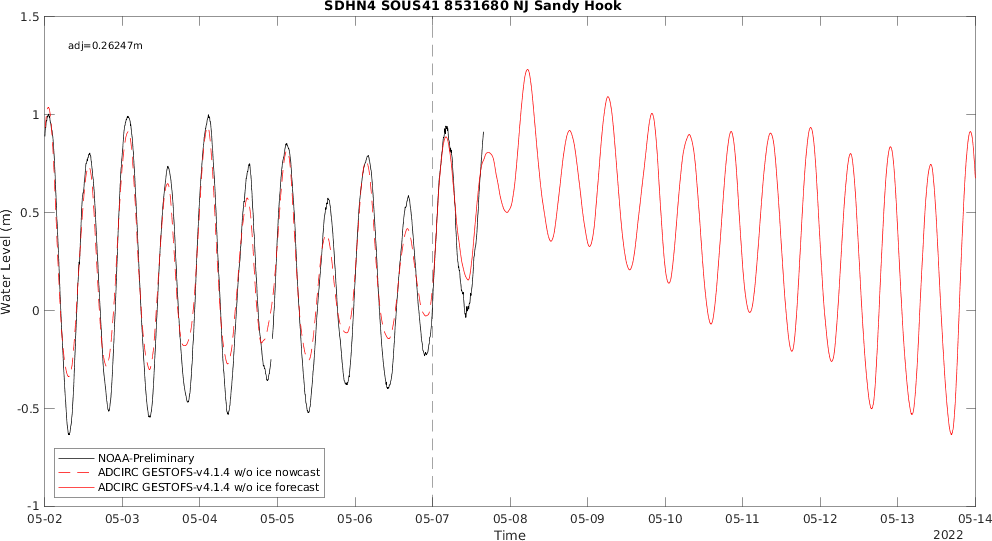 SDHN4 SOUS41 8531680 NJ Sandy Hook
1.5
adj=0.26247m
1
0.5
0
-0.5
-1
Water Level (m)
NOAA-Preliminary
ADCIRC GESTOFS-v4.1.4 w/o ice nowcast
ADCIRC GESTOFS-v4.1.4 w/o ice forecast
05-02 05-03 05-04 05-05 05-06 05-07 05-08 05-09 05-10 05-11 05-12 05-13 05-14
Time
2022